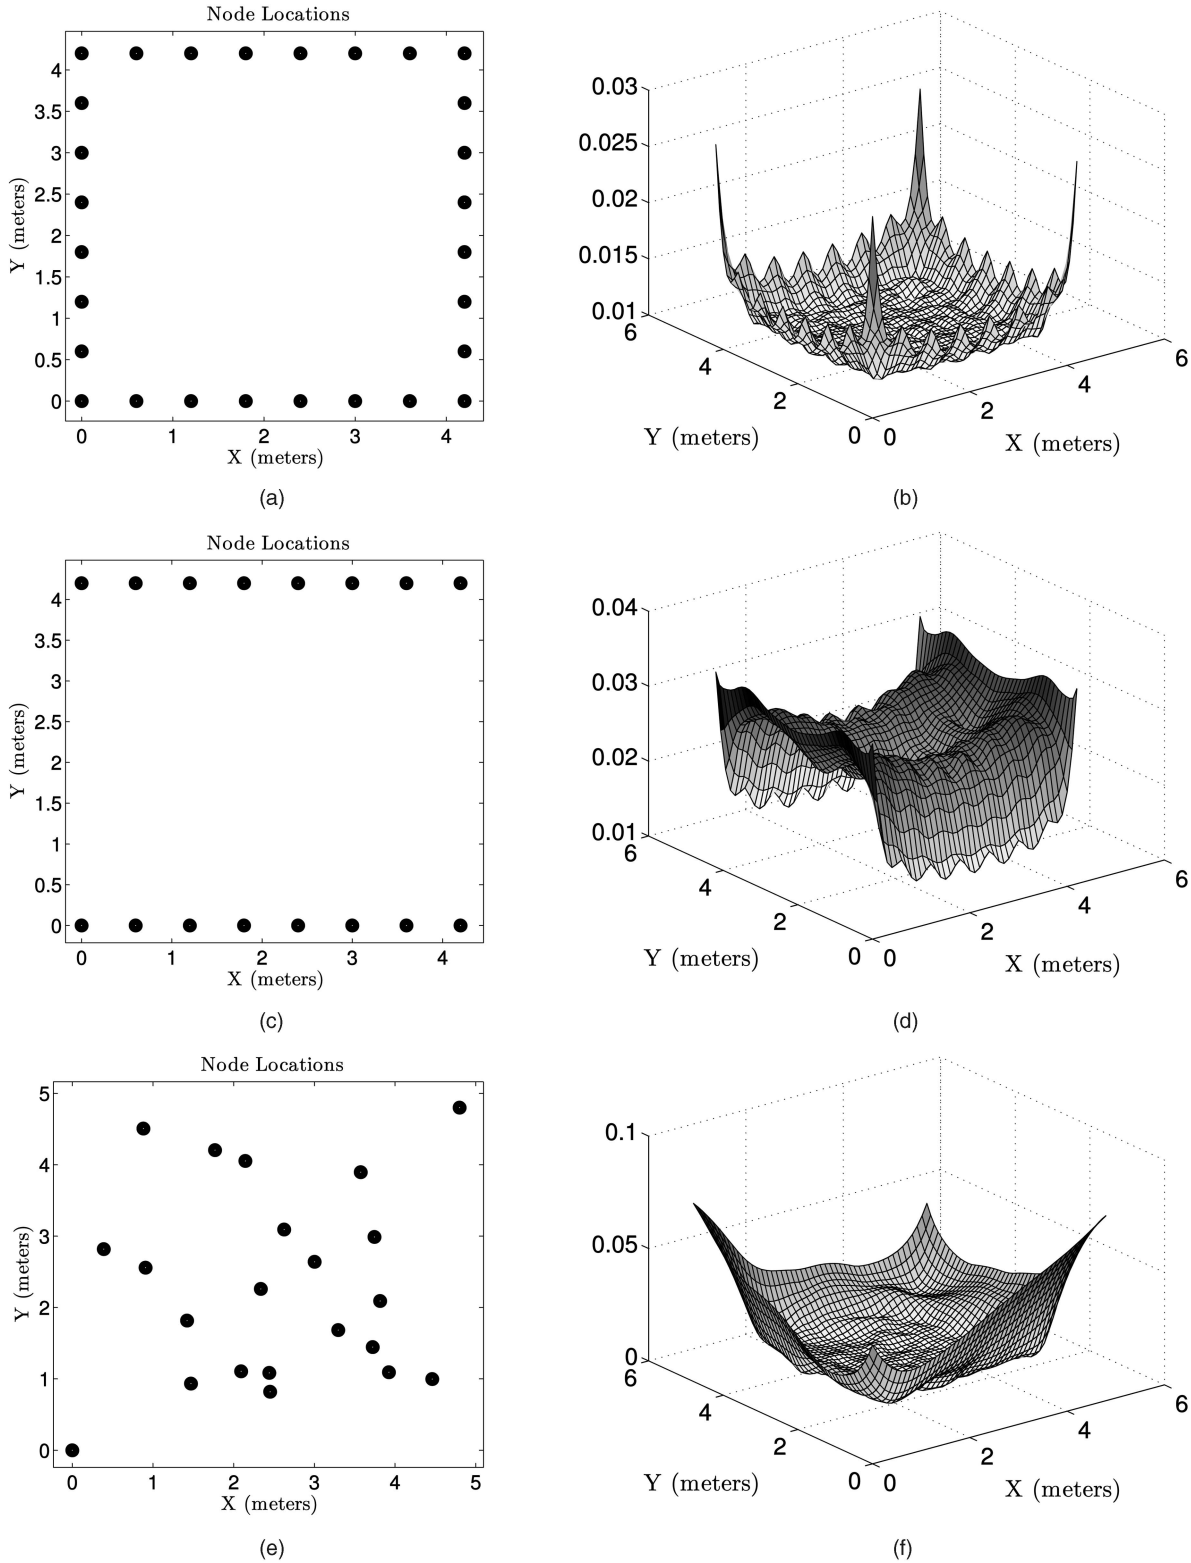 Node Locations
4
3.5
3
2.5
2
1.5
1
0.5
0
Y (meters)
0 1 2 3 4
X (meters)
(a)
0.03
0.025
0.02
0.015
0.01
6
4
2
0
Y (meters)
0
2
4
6
X (meters)
(b)
Node Locations
4
3.5
3
2.5
2
1.5
1
0.5
0
Y (meters)
0 1 2 3 4
X (meters)
(c)
0.04
0.03
0.02
0.01
6
4
2
0
Y (meters)
0
2
4
6
X (meters)
(d)
Node Locations
5
4
3
2
1
0
Y (meters)
0 1 2 3 4 5
X (meters)
(e)
0.1
0.05
0
6
4
2
0
Y (meters)
0
2
4
6
X (meters)
(f)